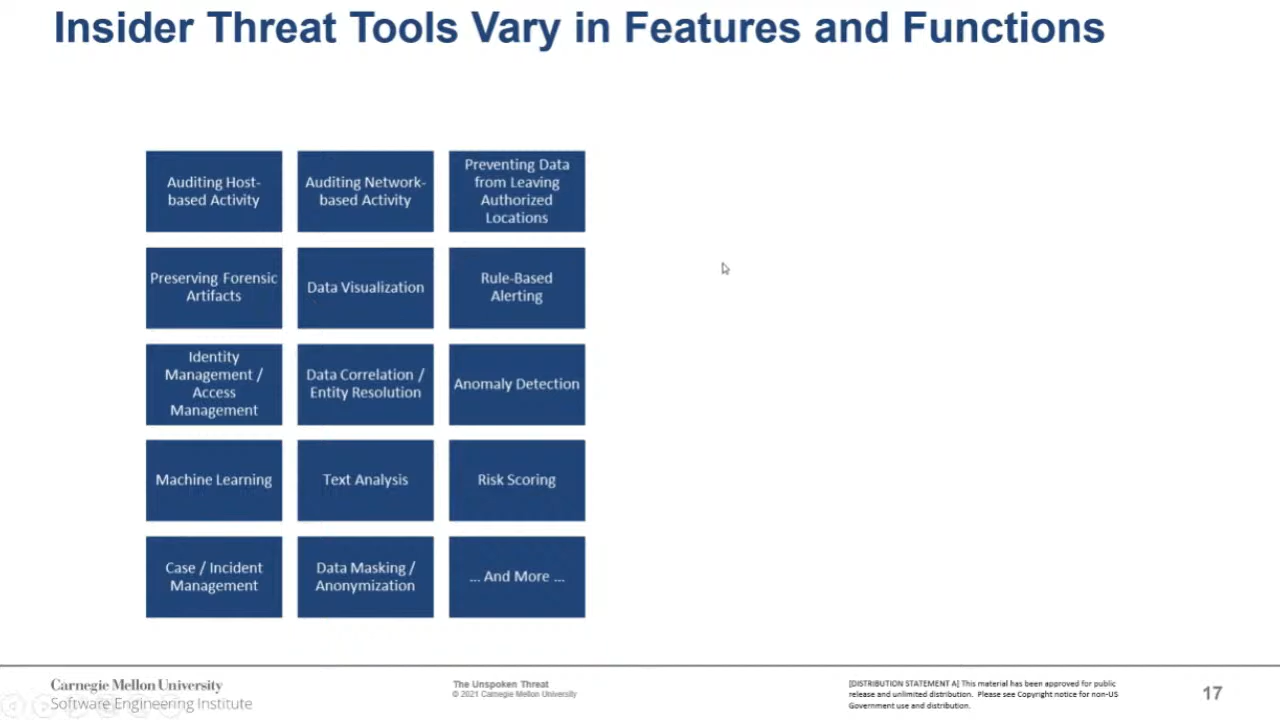 Insider Threat Tools Vary in Features and Functions
Auditing Host-
based Activity
Auditing Network-
based Activity
Preventing Data
from Leaving
Authorized
Locations
Preserving Forensic
Artifacts
Data Visualization
Rule-Based
Alerting
Identity
Management /
Access
Management
Data Correlation /
Entity Resolution
Anomaly Detection
Machine Learning
Text Analysis
Risk Scoring
Case / Incident
Management
Data Masking /
Anonymization
... And More ...
Carnegie Mellon University
Software Engineering Institute
The Unspoken Threat
© 2021 Carnegie Mellon University
[DISTRIBUTION STATEMENT A] This material has been approved for public
release and unlimited distribution. Please see Copyright notice for non-US
Government use and distribution.
17